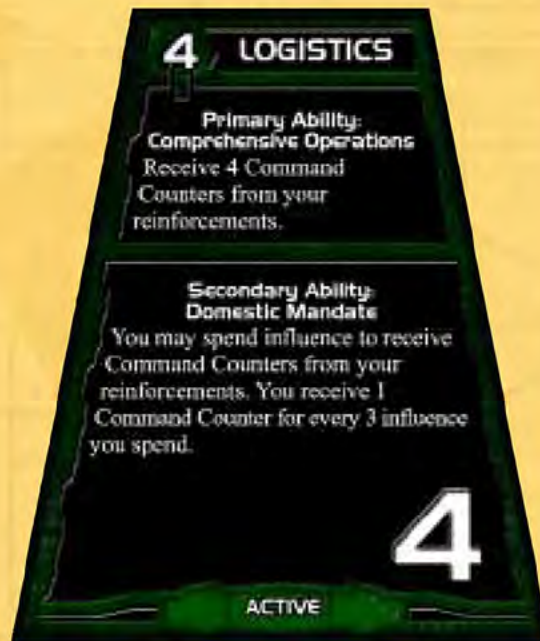 4 LOGISTICS
Primary Ability:
Comprehensive Operations
Receive 4 Command
Counters from your
reinforcements.
Secondary Ability:
Domestic Mandate
You may spend influence to receive
Command Counters from your
reinforcements. You receive 1
Command Counter for every 3 influence
you spend.
4
ACTIVE